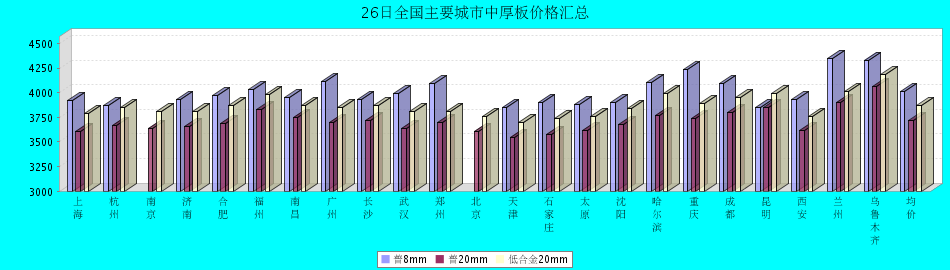 26日全国主要城市中厚板价格汇总
4500
4250
4000
3750
3500
3250
3000
上海
杭州
南京
济南
合肥
福州
南昌
广州
长沙
武汉
郑州
北京
天津
石家庄
太原
沈阳
哈尔滨
重庆
成都
昆明
西安
兰州
乌鲁木齐
均价
普8mm
普20mm
低合金20mm